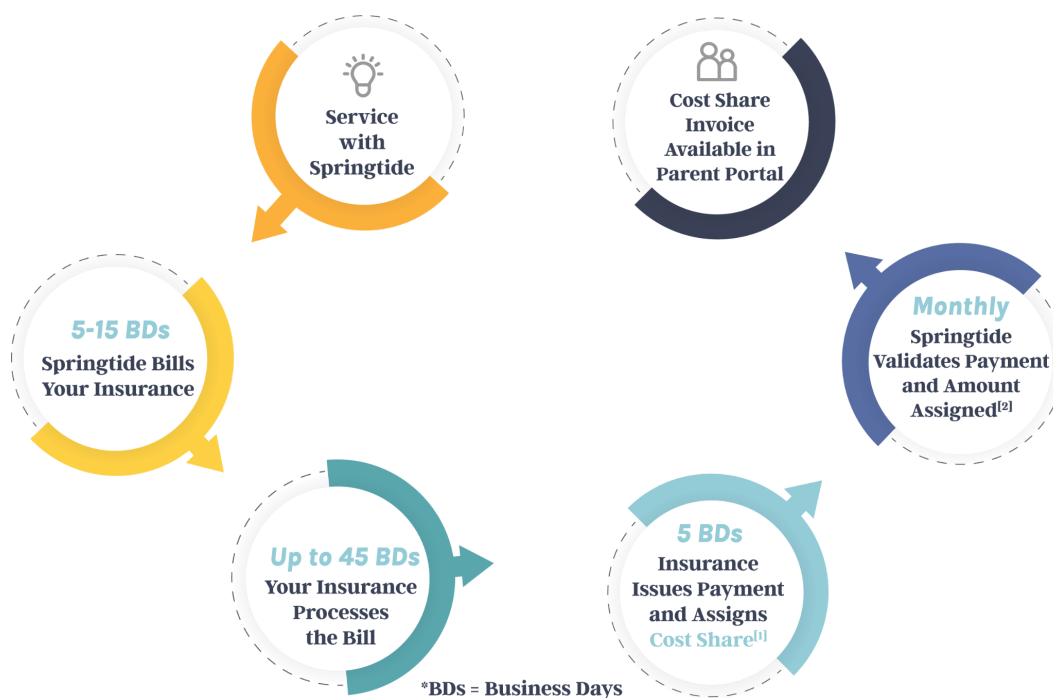 Service
with
Springtide
5-15 BDs
Springtide Bills
Your Insurance
Up to 45 BDs
Your Insurance
Processes
the Bill
5 BDs
Insurance
Issues Payment
and Assigns
Cost Share[1]
Monthly
Springtide
Validates Payment
and Amount
Assigned[2]
Cost Share
Invoice
Available in
Parent Portal
*BDs = Business Days